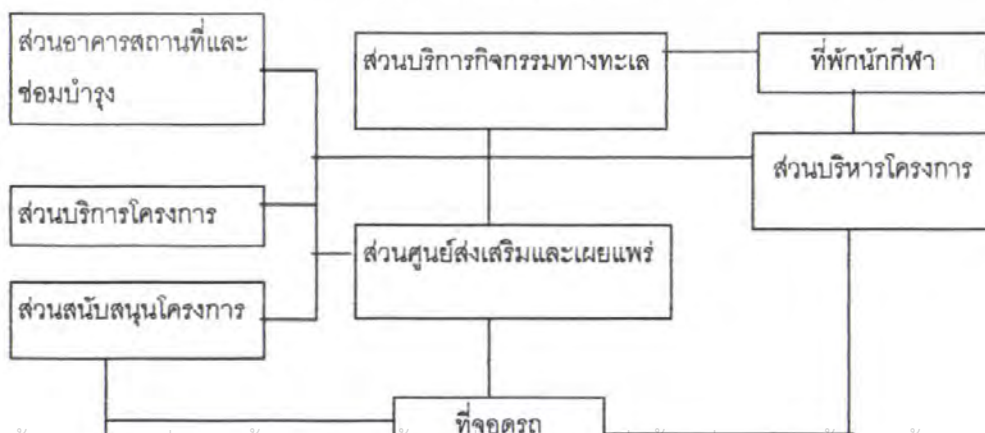 ส่วนอาคารสถานที่และ
ซ่อมบำรุง
ส่วนบริการกิจกรรมทางทะเล
ที่พักนักกีฬา
ส่วนบริหารโครงการ
ส่วนบริการโครงการ
ส่วนศูนย์ส่งเสริมและเผยแพร่
ส่วนสนับสนุนโครงการ
ที่จอดรถ